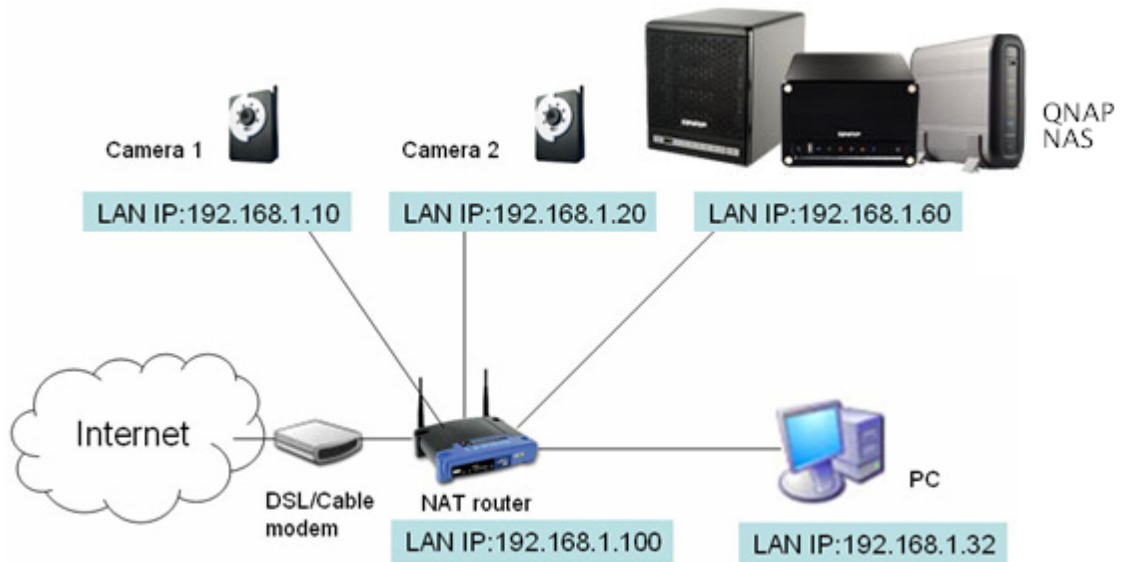 QNAP
NAS
Camera 1
Camera 2
LAN IP:192.168.1.10
LAN IP:192.168.1.20
LAN IP:192.168.1.60
Internet
DSL/Cable
modem
NAT router
PC
LAN IP:192.168.1.100
LAN IP:192.168.1.32